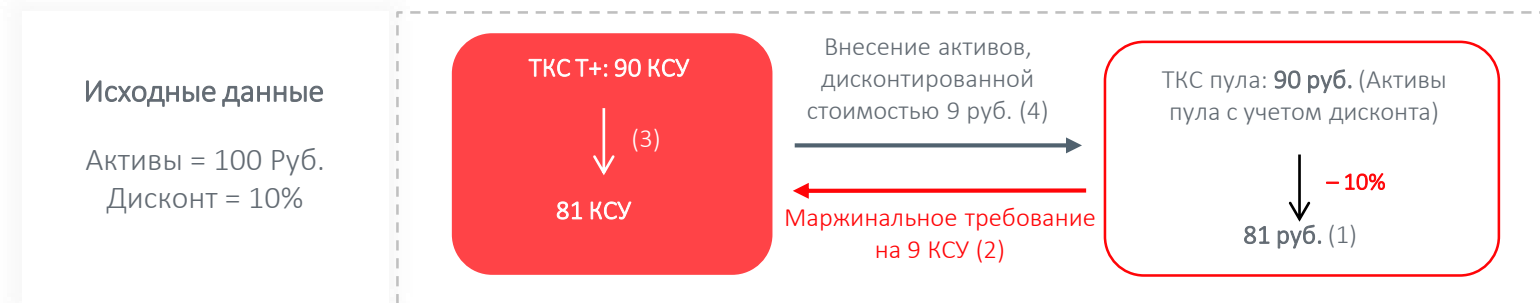 Исходные данные
Активы = 100 Руб.
Дисконт = 10%
ТКС Т+: 90 КСУ
(3)
81 КСУ
Внесение активов,
дисконтированной
стоимостью 9 руб. (4)
Маржинальное требование
на 9 КСУ (2)
ТКС пула: 90 руб. (Активы
пула с учетом дисконта)
– 10%
81 руб. (1)